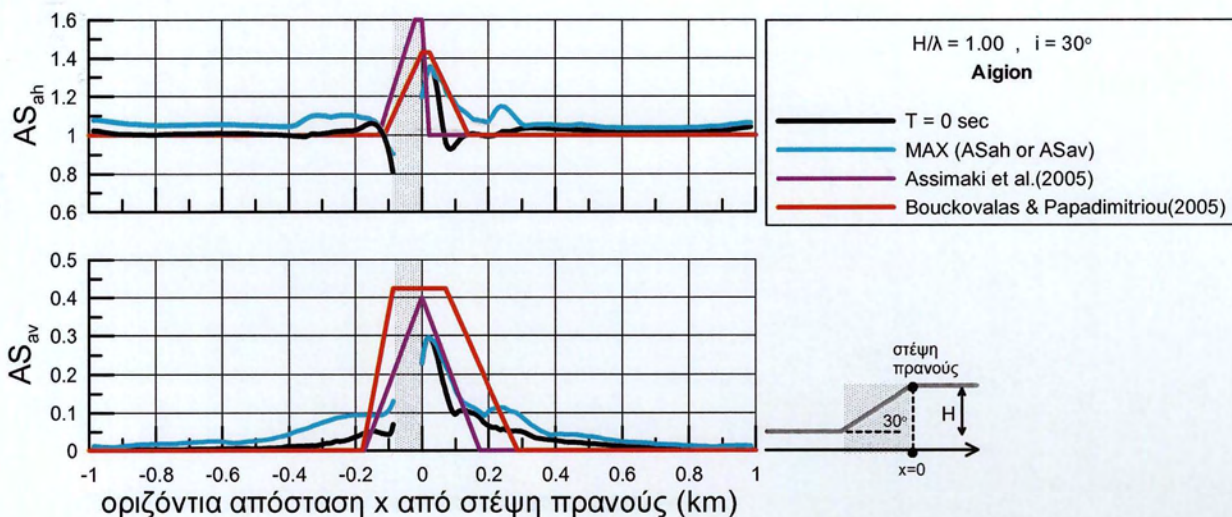 1.6
1.4
1.2
1
0.8
0.6
AS_ah
H/λ = 1.00 , i = 30°
Aigion
T = 0 sec
MAX (ASah or ASav)
Assimaki et al.(2005)
Bouckovalas & Papadimitriou(2005)
0.5
0.4
0.3
0.2
0.1
0
AS_av
-1 -0.8 -0.6 -0.4 -0.2 0 0.2 0.4 0.6 0.8 1
οριζόντια απόσταση x από στέψη πρανούς (km)
στέψη
πρανούς
30°
H
x=0